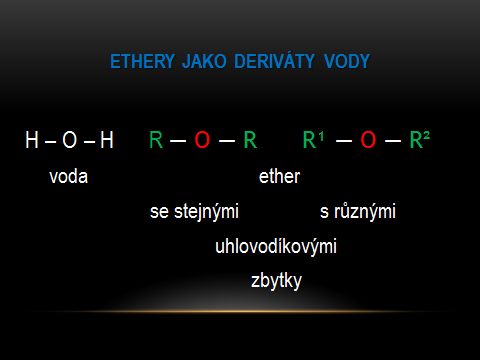 ETHERY JAKO DERIVÁTY VODY
H – O – H R — O — R R¹ — O — R²
voda ether
se stejnými s různými
uhlovodíkovými
zbytky